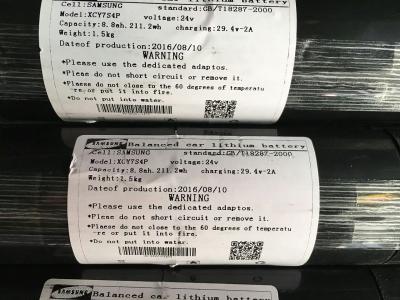 Cell:SAMSUNG standard:GB/T18287-2000
Model:XCY7S4P voltage:24v
Capacity:8.8ah/211.2wh charging:29.4v-2A
Weight:1.5kg
Dateof production:2016/08/10
WARNING
*Please use the dedicated adaptos.
*Please do not short circuit or remove it.
*Please do not close to the 60 degrees of temperatu
-re or put it into fire.
*Do not put into water.
SAMSUNG Balanced car lithium battery
Cell:SAMSUNG standard:GB/T18287-2000
Model:XCY7S4P voltage:24v
Capacity:8.8ah/211.2wh charging:29.4v-2A
Weight:1.5kg
Dateof production:2016/08/10
WARNING
*Please use the dedicated adaptos.
*Please do not short circuit or remove it.
*Please do not close to the 60 degrees of temperatu
-re or put it into fire.
*Do not put into water.
SAMSUNG Balanced car lithium battery